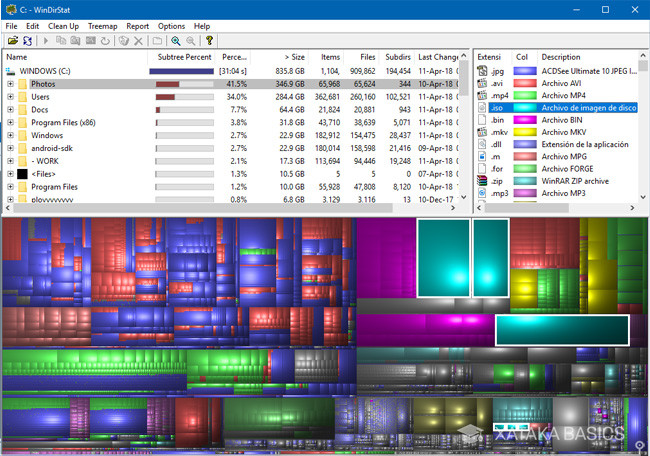 C: - WinDirStat
File Edit Clean Up Treemap Report Options Help
Name Subtree Percent Perce... > Size Items Files Subdirs Last Change
WINDOWS (C:) [31:04 s] 835.8 GB 1,104, 909,862 194,454 11-Apr-18 0
Photos 41.5% 346.9 GB 65,968 65,624 344 11-Apr-18 0
Users 34.0% 284.4 GB 362,681 260,160 102,521 11-Apr-18 0
Docs 7.7% 64.4 GB 21,824 20,881 943 11-Apr-18
Program Files (x86) 3.8% 31.8 GB 43,710 38,639 5,071 11-Apr-18
Windows 2.7% 22.9 GB 182,912 154,475 28,437 11-Apr-18 0
android-sdk 2.7% 22.9 GB 180,014 158,598 21,416 09-Apr-18
- WORK 2.1% 17.3 GB 113,694 94,446 19,248 11-Apr-18
<Files> 1.3% 10.5 GB 5 5 0 11-Apr-18 0
Program Files 1.2% 10.0 GB 55,928 47,808 8,120 10-Apr-18
0.8% 6.8 GB 3,129 3,116 13 10-Dec-17
Extensi Col Description
.jpg ACDSee Ultimate 10 JPEG I...
.avi Archivo AVI
.mp4 Archivo MP4
.iso Archivo de imagen de disco
.bin Archivo BIN
.mkv Archivo MKV
.dll Extensión de la aplicación
.m Archivo MPG
. Archivo FORGE
.zip WinRAR ZIP archive
.mp3 Archivo MP3
XATAKA BASICS